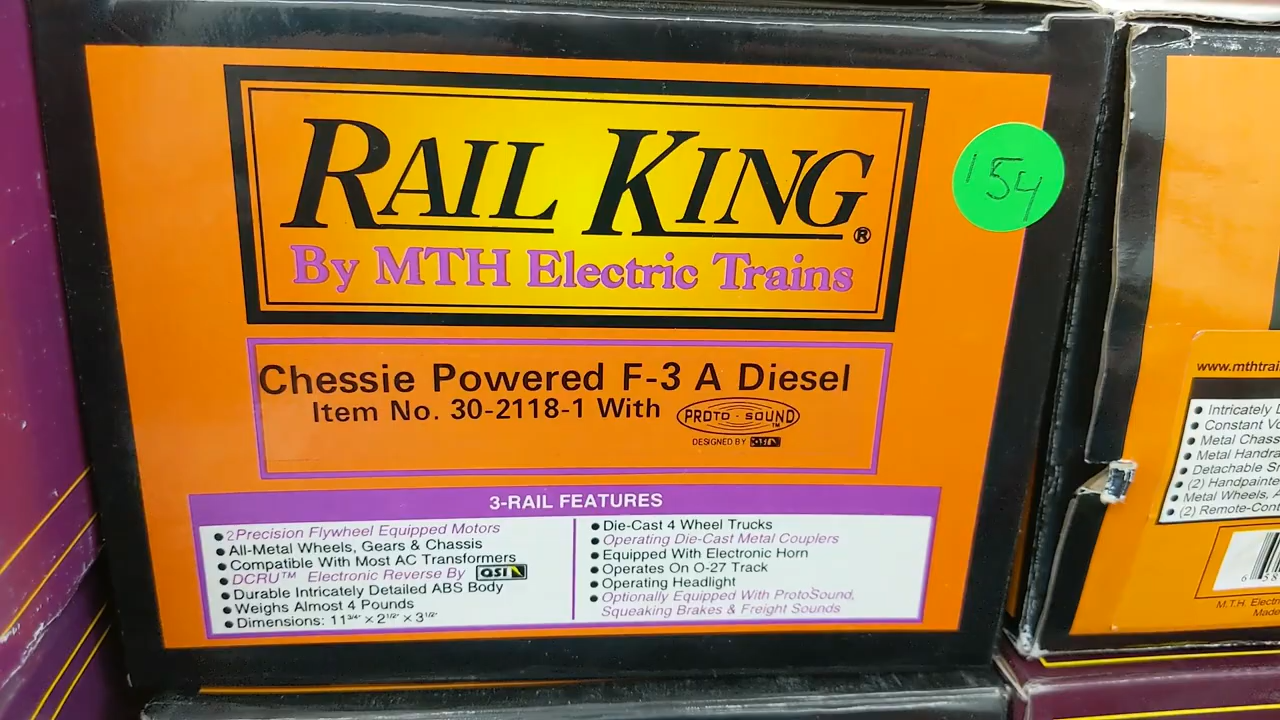 RAIL KING®
By MTH Electric Trains
'154
Chessie Powered F-3 A Diesel
Item No. 30-2118-1 With PROTO-SOUND™
DESIGNED BY QSI
3-RAIL FEATURES
● 2 Precision Flywheel Equipped Motors
● All-Metal Wheels, Gears & Chassis
● Compatible With Most AC Transformers
● DCRU™ Electronic Reverse By QSI
● Durable Intricately Detailed ABS Body
● Weighs Almost 4 Pounds
● Dimensions: 11 3/4" × 2 1/2" × 3 1/2"
● Die-Cast 4 Wheel Trucks
● Operating Die-Cast Metal Couplers
● Equipped With Electronic Horn
● Operates On O-27 Track
● Operating Headlight
● Optionally Equipped With ProtoSound,
Squeaking Brakes & Freight Sounds
www.mthtrai
● Intricately
● Constant
● Metal Chass
● Metal Handra
● Detachable
● (2) Handpainte
● Metal Wheels,
● (2) Remote-Cont
M.T.H. Electr
Made